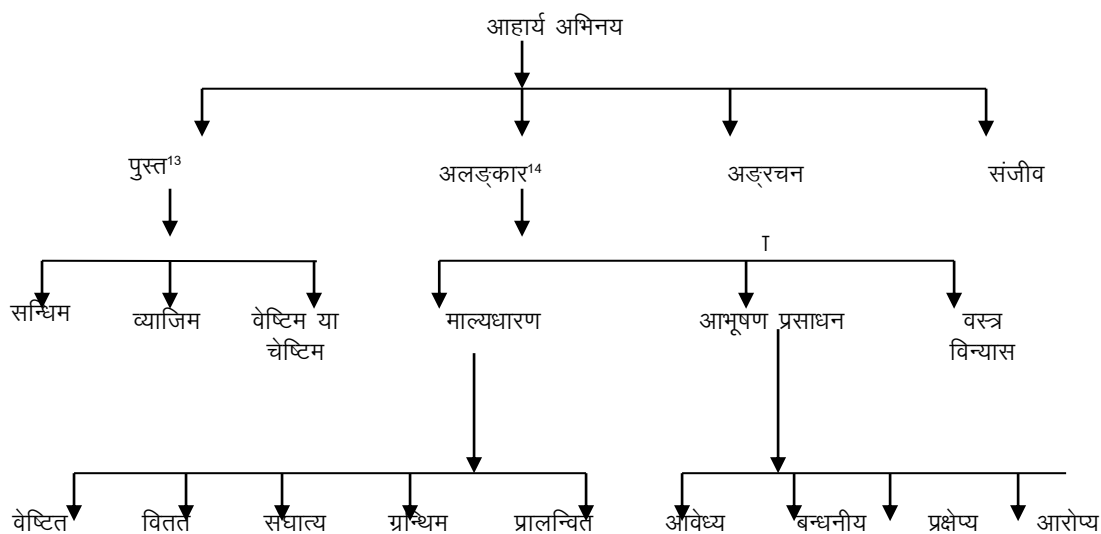 आहार्य अभिनय
पुस्त¹³ अलङ्कार¹⁴ अङ्रचन संजीव
T
सन्धिम व्याजिम वेष्टिम या माल्यधारण आभूषण प्रसाधन वस्त्र
चेष्टिम विन्यास
वेष्टित वितत संघात्य ग्रन्थिम प्रालन्वित आवेध्य बन्धनीय प्रक्षेप्य आरोप्य